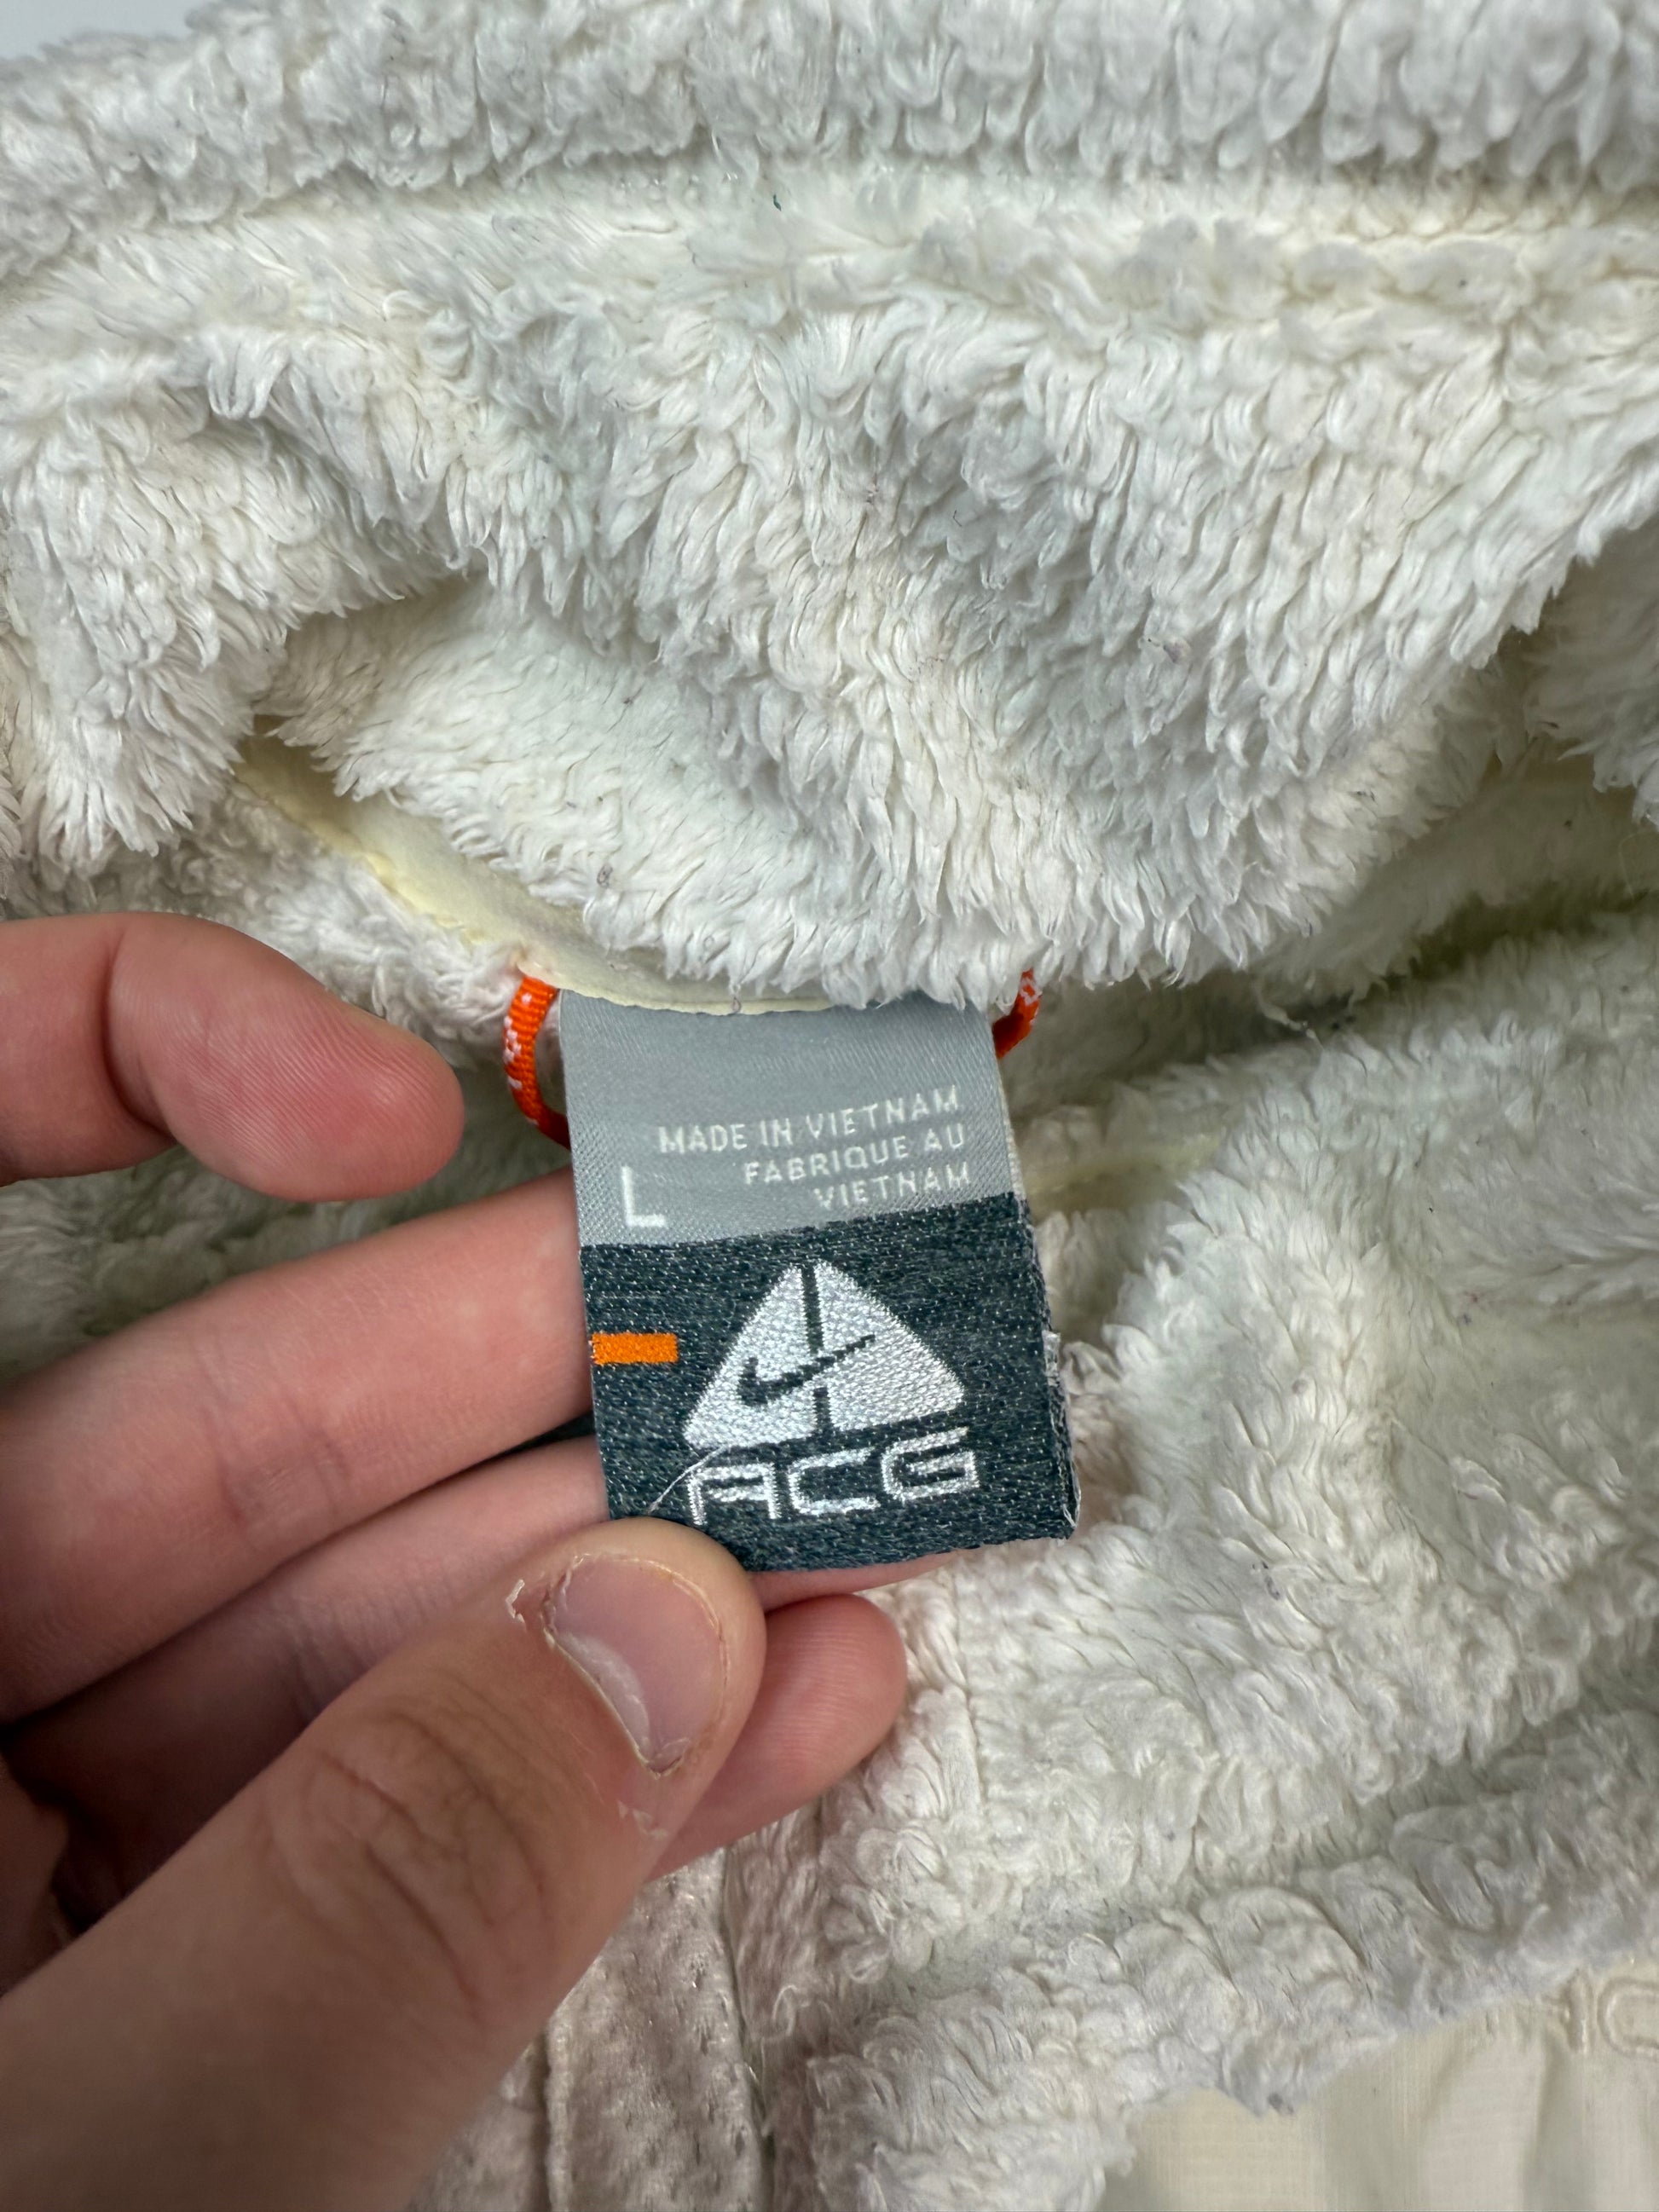 MADE IN VIETNAM
FABRIQUE AU
VIETNAM
L
ACG